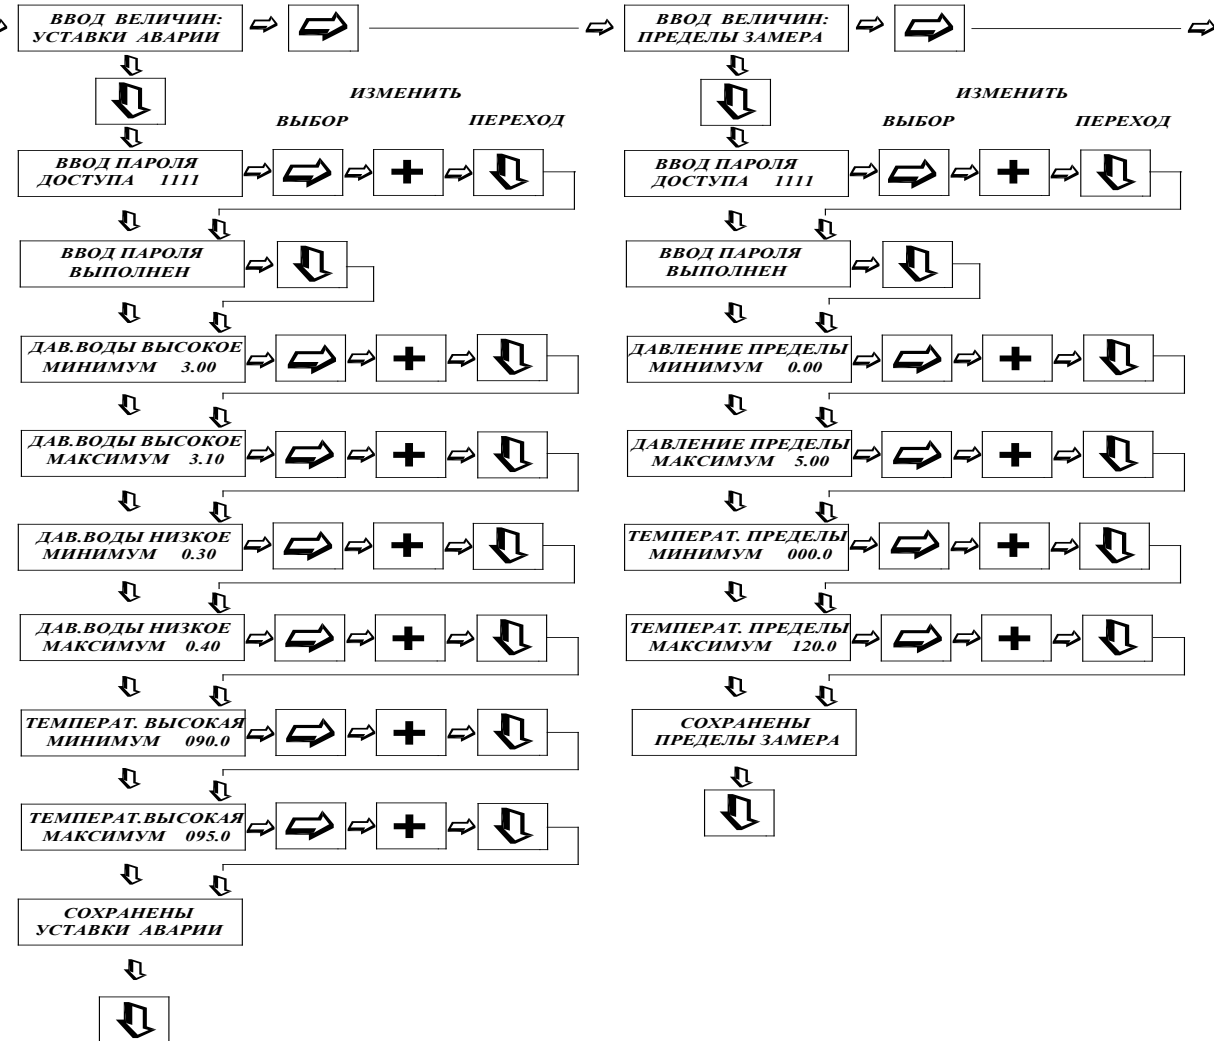 ВВОД ВЕЛИЧИН:
УСТАВКИ АВАРИИ
ИЗМЕНИТЬ
ВЫБОР
ПЕРЕХОД
ВВОД ПАРОЛЯ
ДОСТУПА 1111
+
ВВОД ПАРОЛЯ
ВЫПОЛНЕН
ДАВ.ВОДЫ ВЫСОКОЕ
МИНИМУМ 3.00
+
ДАВ.ВОДЫ ВЫСОКОЕ
МАКСИМУМ 3.10
+
ДАВ.ВОДЫ НИЗКОЕ
МИНИМУМ 0.30
+
ДАВ.ВОДЫ НИЗКОЕ
МАКСИМУМ 0.40
+
ТЕМПЕРАТ. ВЫСОКАЯ
МИНИМУМ 090.0
+
ТЕМПЕРАТ.ВЫСОКАЯ
МАКСИМУМ 095.0
+
СОХРАНЕНЫ
УСТАВКИ АВАРИИ
ВВОД ВЕЛИЧИН:
ПРЕДЕЛЫ ЗАМЕРА
ИЗМЕНИТЬ
ВЫБОР
ПЕРЕХОД
ВВОД ПАРОЛЯ
ДОСТУПА 1111
+
ВВОД ПАРОЛЯ
ВЫПОЛНЕН
ДАВЛЕНИЕ ПРЕДЕЛЫ
МИНИМУМ 0.00
+
ДАВЛЕНИЕ ПРЕДЕЛЫ
МАКСИМУМ 5.00
+
ТЕМПЕРАТ. ПРЕДЕЛЫ
МИНИМУМ 000.0
+
ТЕМПЕРАТ. ПРЕДЕЛЫ
МАКСИМУМ 120.0
+
СОХРАНЕНЫ
ПРЕДЕЛЫ ЗАМЕРА